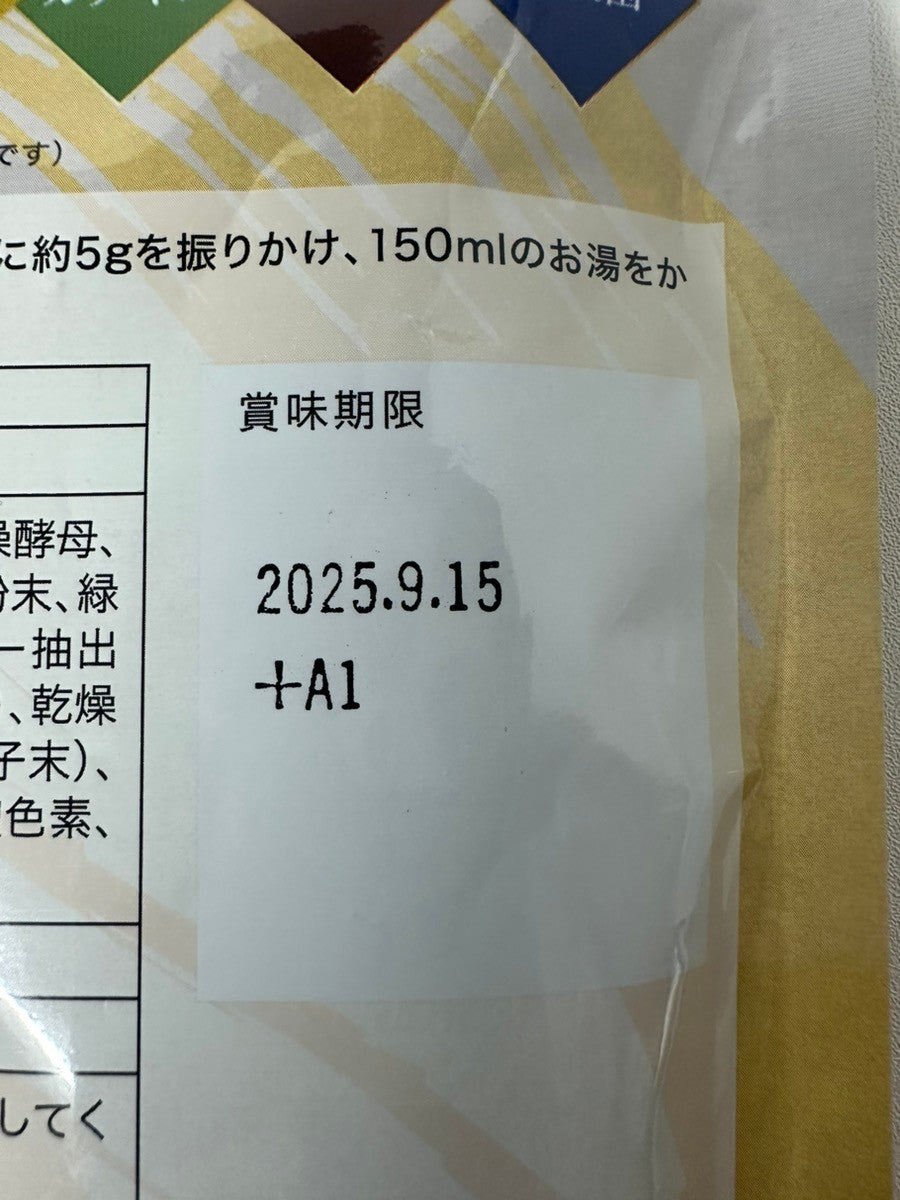 です)
に約5gを振りかけ、150mlのお湯をか
賞味期限
2025.9.15
+A1
酵母、
末、緑
ー抽出
、乾燥
子末)、
色素、
してく